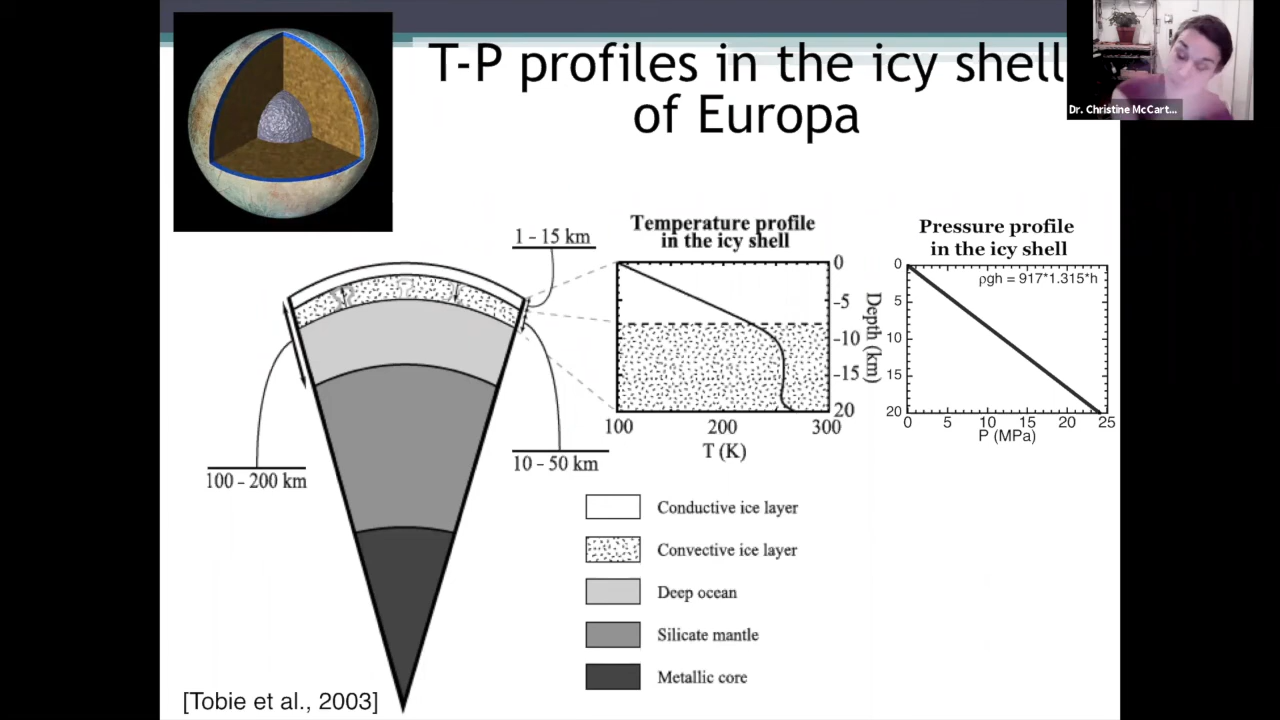 T-P profiles in the icy shell
of Europa
Dr. Christine McCart...
1 - 15 km
100 - 200 km
10 - 50 km
Temperature profile
in the icy shell
0
-5
-10
-15
20
Depth (km)
100 200 300
T (K)
Pressure profile
in the icy shell
ρgh = 917*1.315*h
0
5
10
15
20
0 5 10 15 20 25
P (MPa)
Conductive ice layer
Convective ice layer
Deep ocean
Silicate mantle
Metallic core
[Tobie et al., 2003]